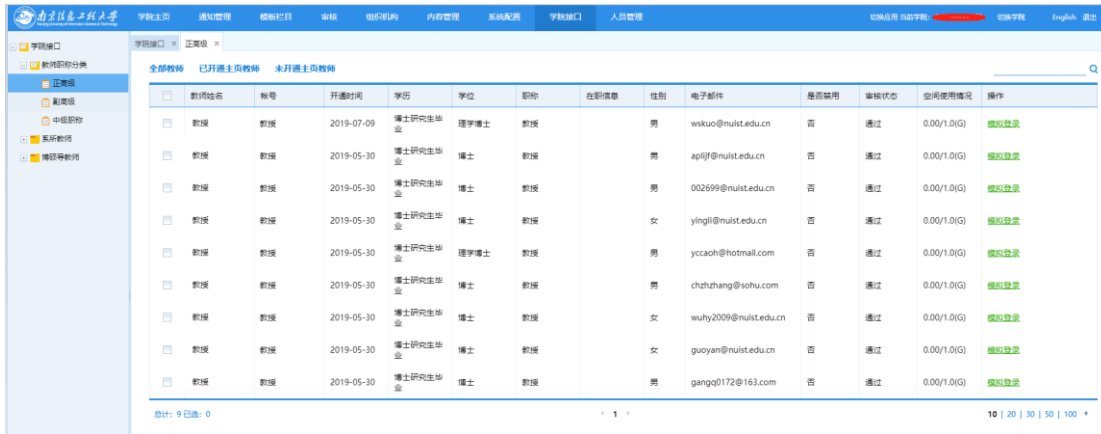 南京信息工程大学 学院主页 通知管理 模板栏目 审核 组织机构 内容管理 系统配置 学院接口 人员管理 切换应用 当前学院: 切换学院 English 退出
Nanjing University of Information Science & Technology
学院接口 学院接口 × 正高级 ×
教师职称分类 全部教师 已开通主页教师 未开通主页教师
正高级
副高级
中级职称
系所教师
博硕导教师
教师姓名 帐号 开通时间 学历 学位 职称 在职信息 性别 电子邮件 是否禁用 审核状态 空间使用情况 操作
教授 教授 2019-07-09 博士研究生毕业 理学博士 教授 男 wskuo@nuist.edu.cn 否 通过 0.00/1.0(G) 模拟登录
教授 教授 2019-05-30 博士研究生毕业 博士 教授 男 aplijf@nuist.edu.cn 否 通过 0.00/1.0(G) 模拟登录
教授 教授 2019-05-30 博士研究生毕业 博士 教授 男 002699@nuist.edu.cn 否 通过 0.00/1.0(G) 模拟登录
教授 教授 2019-05-30 博士研究生毕业 博士 教授 女 yingli@nuist.edu.cn 否 通过 0.00/1.0(G) 模拟登录
教授 教授 2019-05-30 博士研究生毕业 理学博士 教授 男 yccaoh@hotmail.com 否 通过 0.00/1.0(G) 模拟登录
教授 教授 2019-05-30 博士研究生毕业 博士 教授 男 chzhzhang@sohu.com 否 通过 0.00/1.0(G) 模拟登录
教授 教授 2019-05-30 博士研究生毕业 博士 教授 女 wuhy2009@nuist.edu.cn 否 通过 0.00/1.0(G) 模拟登录
教授 教授 2019-05-30 博士研究生毕业 博士 教授 女 guoyan@nuist.edu.cn 否 通过 0.00/1.0(G) 模拟登录
教授 教授 2019-05-30 博士研究生毕业 博士 教授 男 gangq0172@163.com 否 通过 0.00/1.0(G) 模拟登录
总计: 9 已选: 0 1 10 | 20 | 30 | 50 | 100